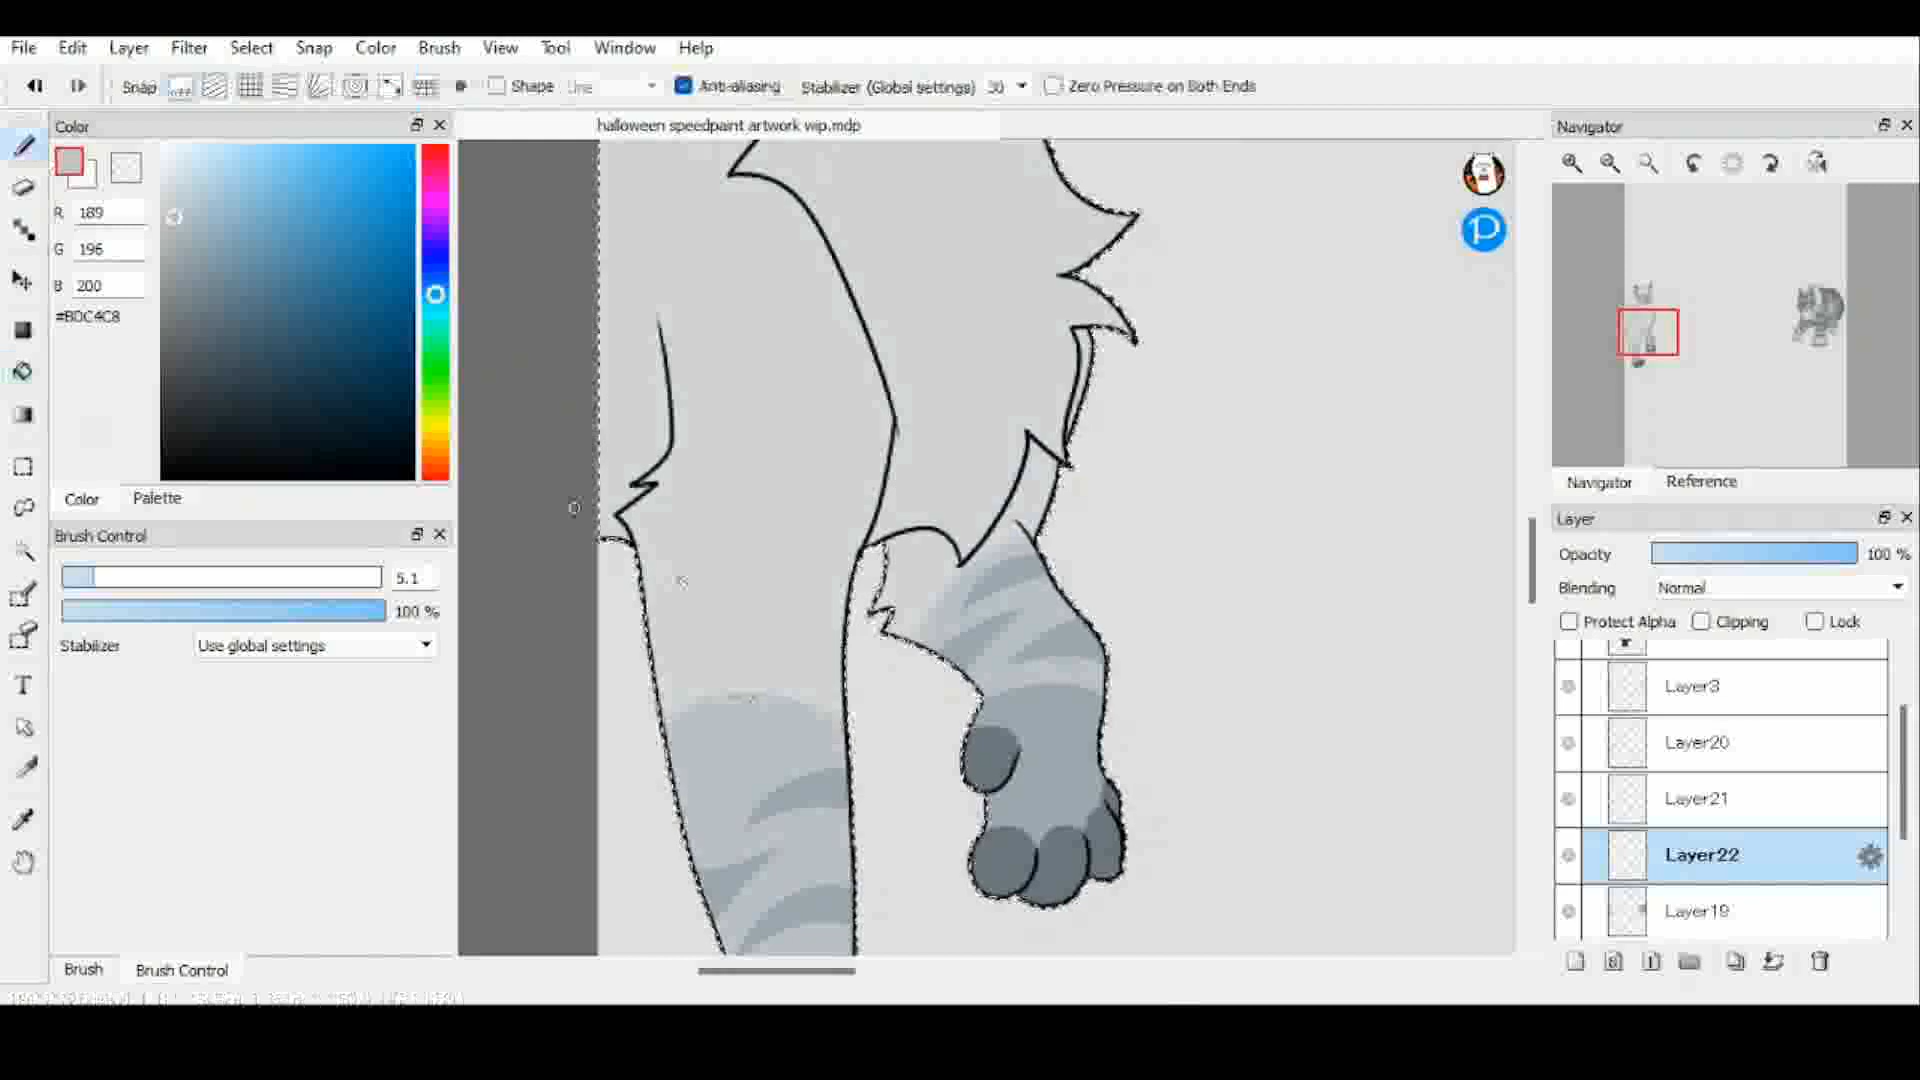 File Edit Layer Filter Select Snap Color Brush View Tool Window Help
Snap Shape Line Anti-aliasing Stabilizer (Global settings) 30 Zero Pressure on Both Ends
Color
halloween speedpaint artwork wip.mdp
Navigator
R 189
G 196
B 200
#BDC4C8
Color Palette
Navigator Reference
Brush Control
Layer
5.1
Opacity 100 %
100 %
Blending Normal
Stabilizer Use global settings
Protect Alpha Clipping Lock
Layer3
Layer20
Layer21
Layer22
Layer19
Brush Brush Control